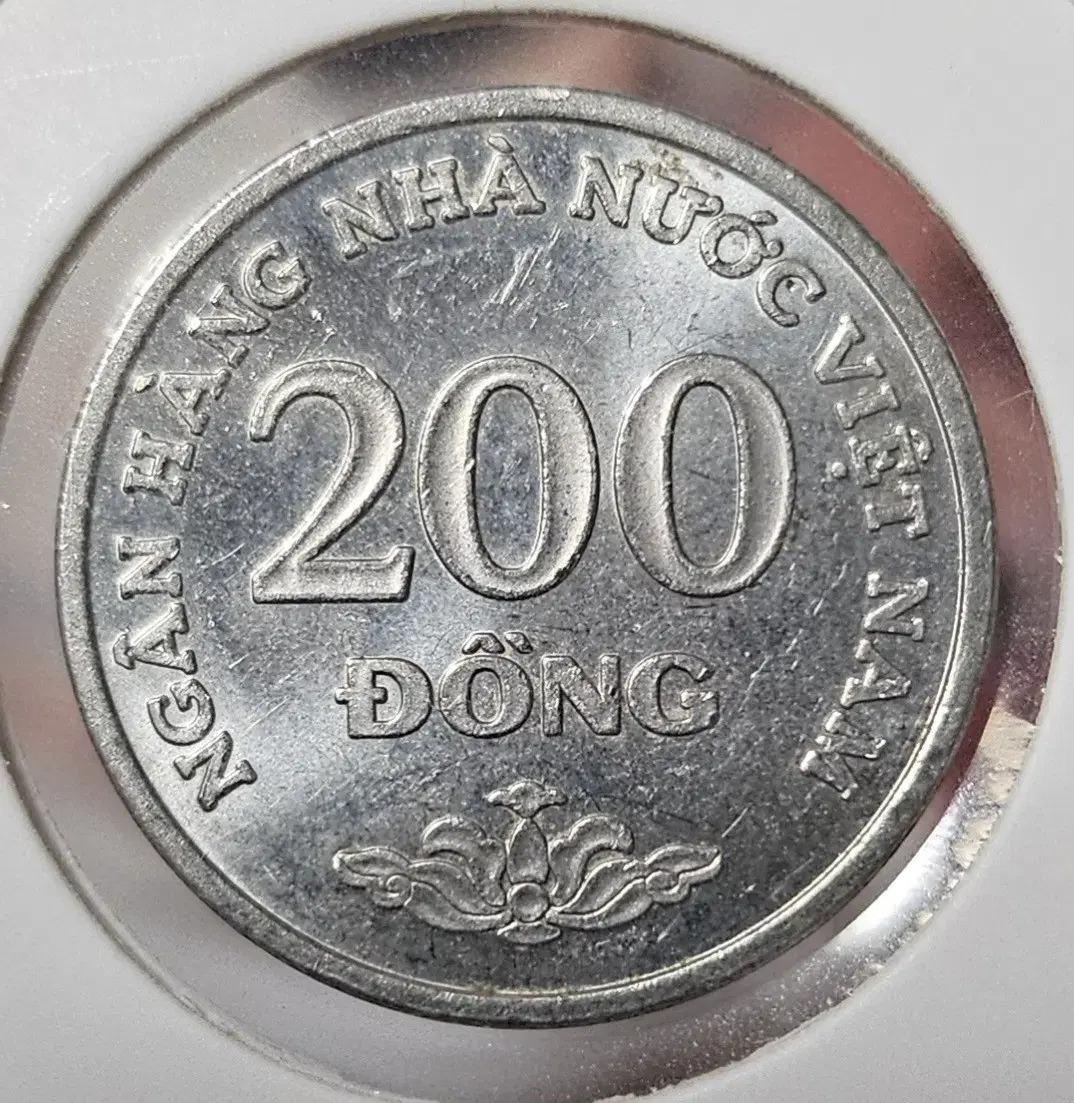 NGÂN HÀNG NHÀ NƯỚC VIỆT NAM
200
ĐỒNG